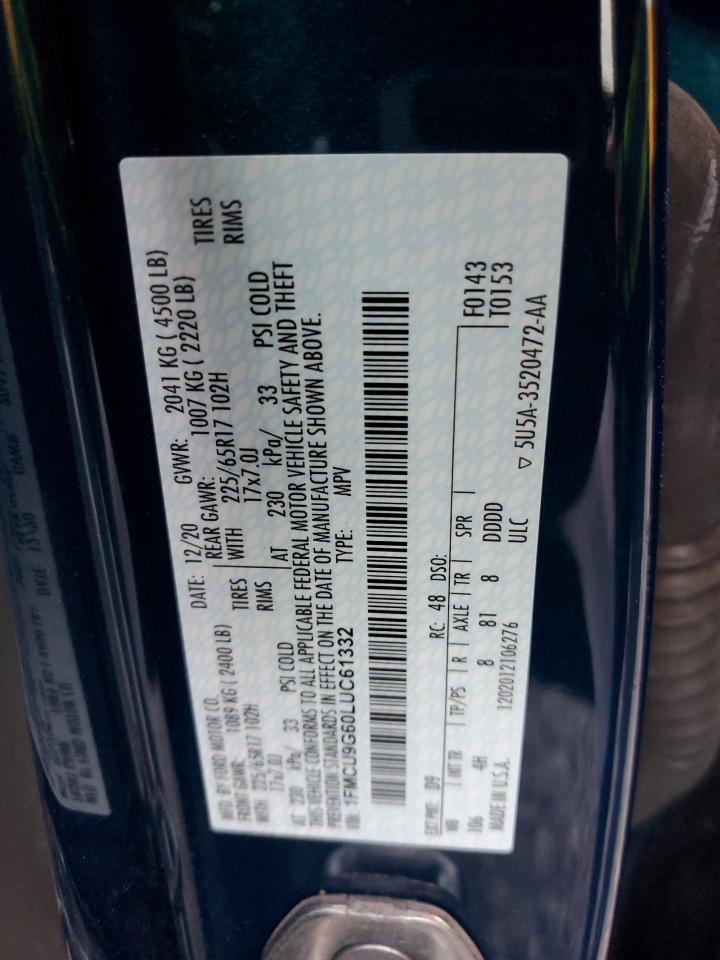 MFD. BY FORD MOTOR CO. DATE: 12/20 GVWR: 2041 KG ( 4500 LB)
FRONT GAWR: 1089 KG ( 2400 LB) REAR GAWR: 1007 KG ( 2220 LB)
WITH 225/65R17 102H TIRES WITH 225/65R17 102H TIRES
17x7.0J RIMS 17x7.0J RIMS
AT 230 kPa/ 33 PSI COLD AT 230 kPa/ 33 PSI COLD
THIS VEHICLE CONFORMS TO ALL APPLICABLE FEDERAL MOTOR VEHICLE SAFETY AND THEFT
PREVENTION STANDARDS IN EFFECT ON THE DATE OF MANUFACTURE SHOWN ABOVE.
VIN: 1FMCU9G60LUC61332 TYPE: MPV
EXT PNT: D9 RC: 48 DSO:
WB INT TR TP/PS R AXLE TR SPR F0143
106 4H 8 81 8 DDDD T0153
MADE IN U.S.A. 1202012106276 ULC
▽ 5U5A-3520472-AA